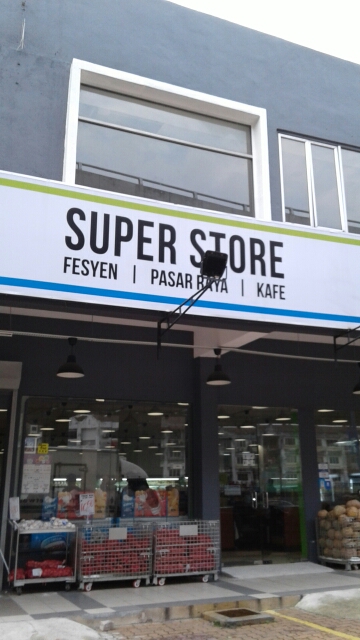 SUPER STORE
FESYEN | PASAR RAYA | KAFE